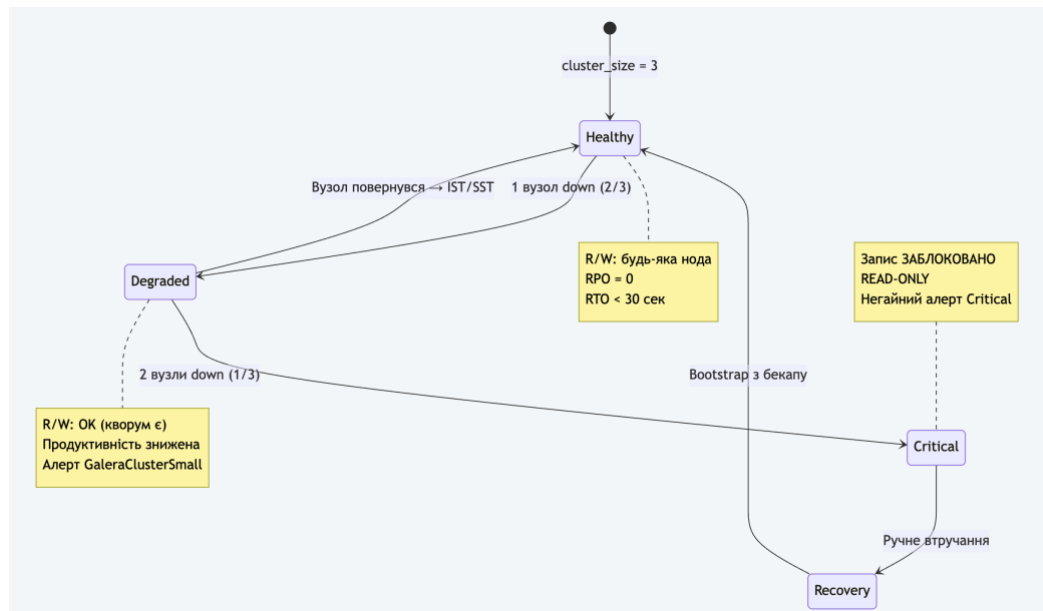 cluster_size = 3
Healthy
Вузол повернувся → IST/SST
1 вузол down (2/3)
R/W: будь-яка нода
RPO = 0
RTO < 30 сек
Запис ЗАБЛОКОВАНО
READ-ONLY
Негайний алерт Critical
Degraded
2 вузли down (1/3)
Bootstrap з бекапу
R/W: OK (кворум є)
Продуктивність знижена
Алерт GaleraClusterSmall
Critical
Ручне втручання
Recovery